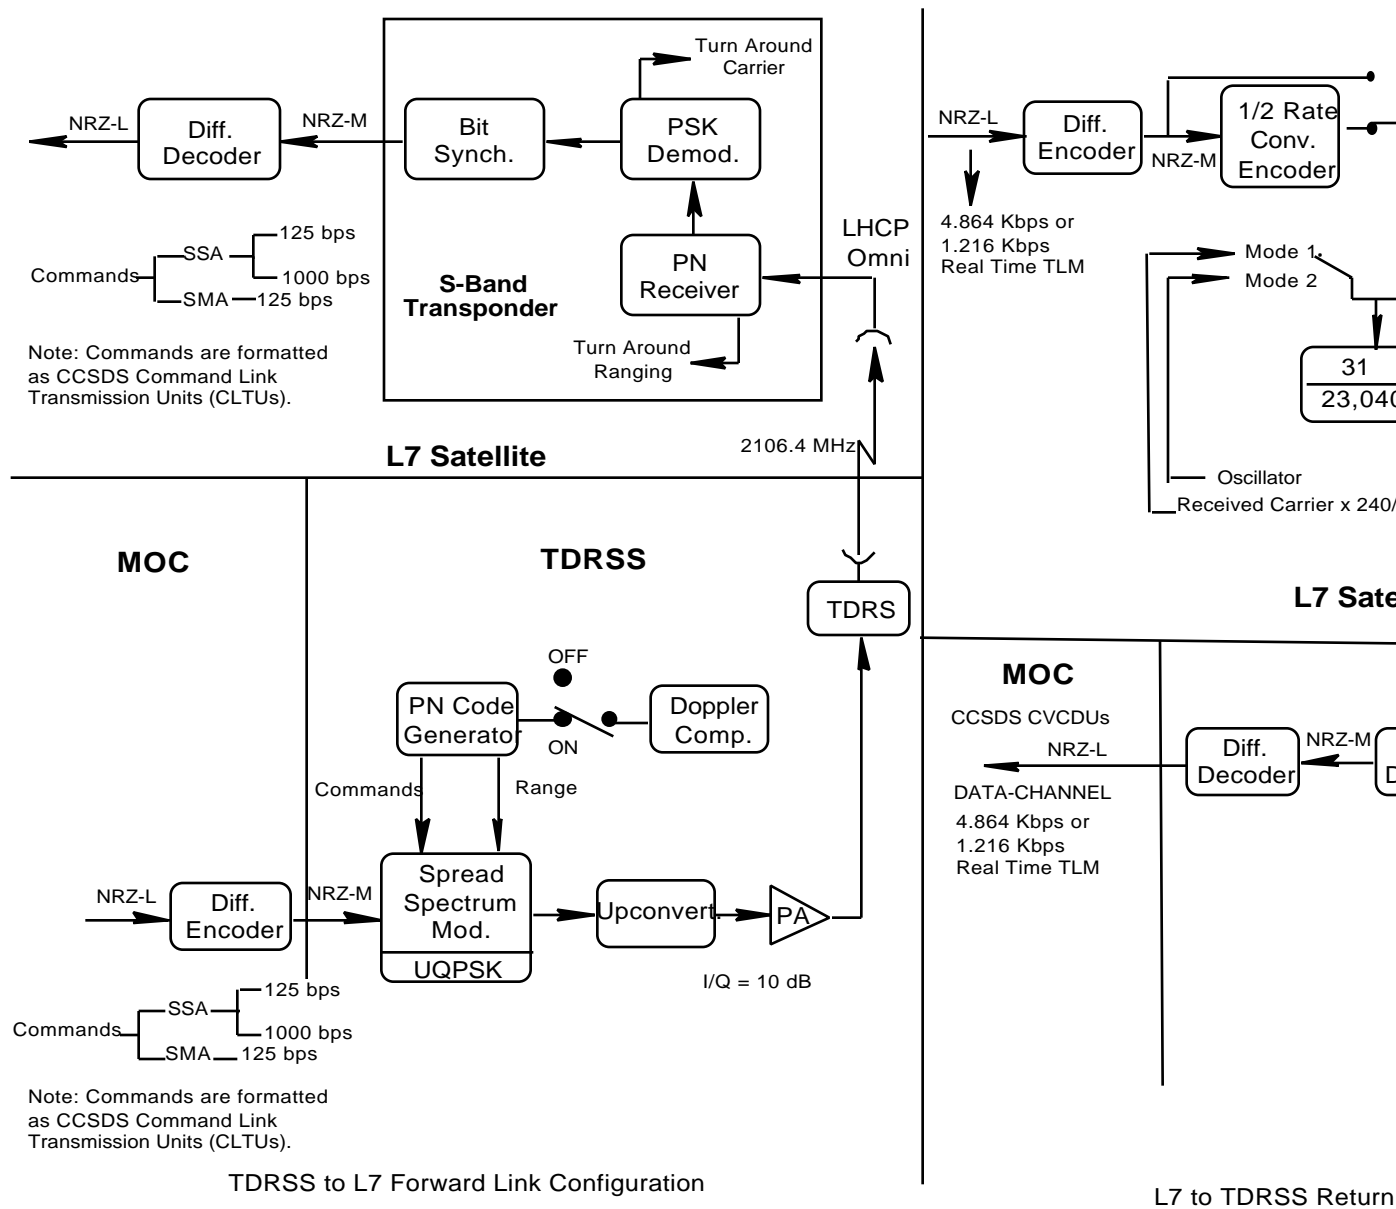 Turn Around
Carrier
NRZ-L
Diff.
Decoder
NRZ-M
Bit
Synch.
PSK
Demod.
Commands
SSA
125 bps
1000 bps
SMA
125 bps
S-Band
Transponder
PN
Receiver
LHCP
Omni
Turn Around
Ranging
Note: Commands are formatted
as CCSDS Command Link
Transmission Units (CLTUs).
L7 Satellite
2106.4 MHz
MOC
TDRSS
TDRS
OFF
PN Code
Generator
ON
Doppler
Comp.
Commands
Range
NRZ-L
Diff.
Encoder
NRZ-M
Spread
Spectrum
Mod.
UQPSK
Upconvert.
PA
I/Q = 10 dB
Commands
SSA
125 bps
1000 bps
SMA
125 bps
Note: Commands are formatted
as CCSDS Command Link
Transmission Units (CLTUs).
TDRSS to L7 Forward Link Configuration
NRZ-L
Diff.
Encoder
NRZ-M
1/2 Rate
Conv.
Encoder
4.864 Kbps or
1.216 Kbps
Real Time TLM
Mode 1
Mode 2
31
23,040
Oscillator
Received Carrier x 240/
L7 Sate
MOC
CCSDS CVCDUs
NRZ-L
Diff.
Decoder
NRZ-M
D
DATA-CHANNEL
4.864 Kbps or
1.216 Kbps
Real Time TLM
L7 to TDRSS Return